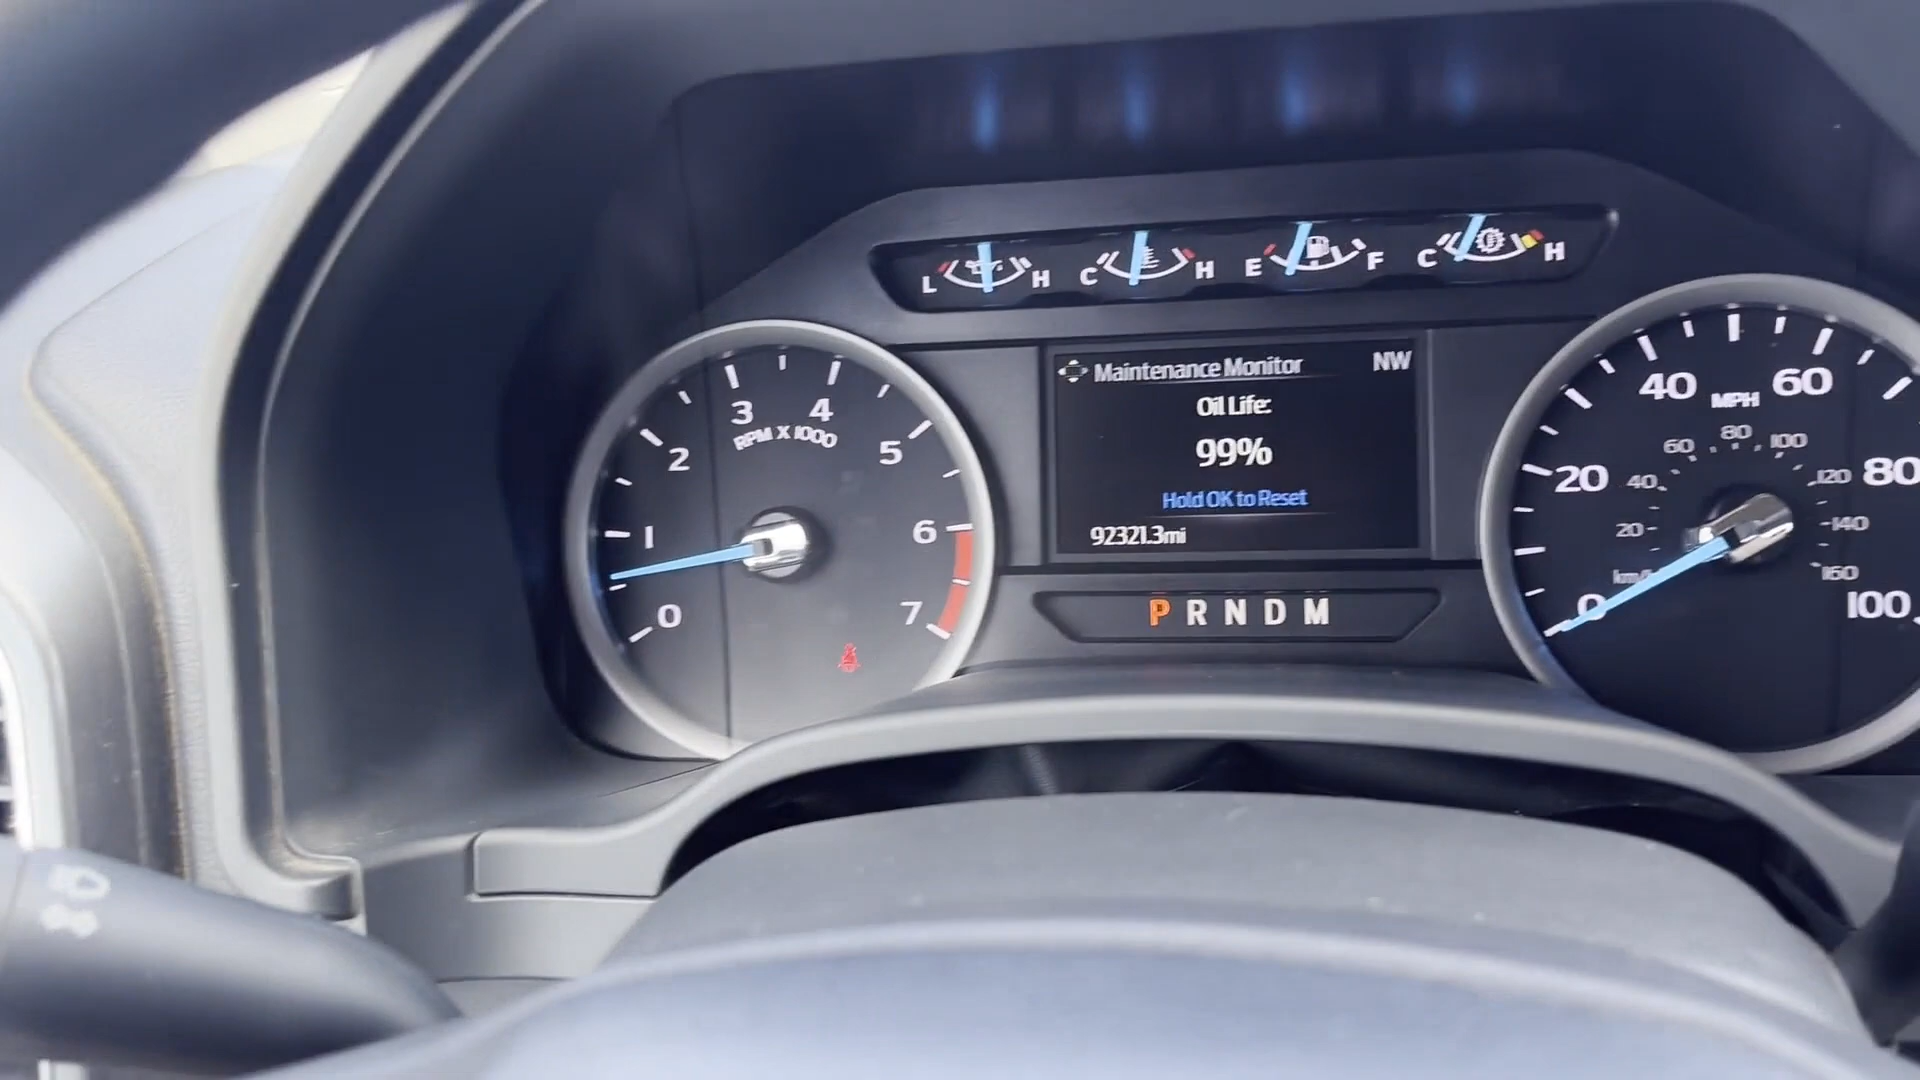 L H C H E F C H
Maintenance Monitor NW
Oil Life:
99%
Hold OK to Reset
92321.3mi
P R N D M
0 1 2 3 4 5 6 7
RPM X 1000
0 20 40 60 80 100
MPH
20 40 60 80 100 120 140 160
km/